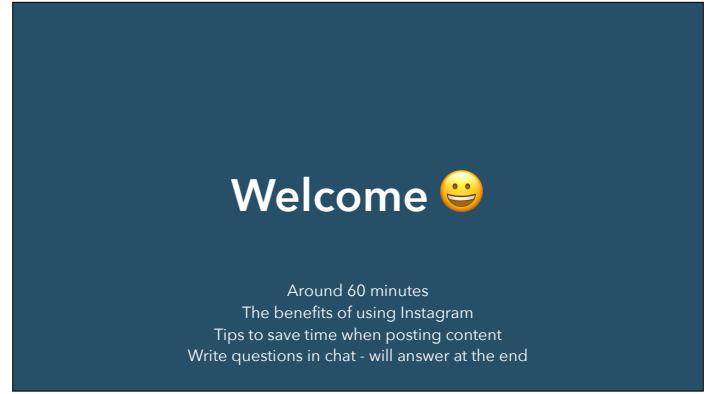 Welcome 😀
Around 60 minutes
The benefits of using Instagram
Tips to save time when posting content
Write questions in chat - will answer at the end